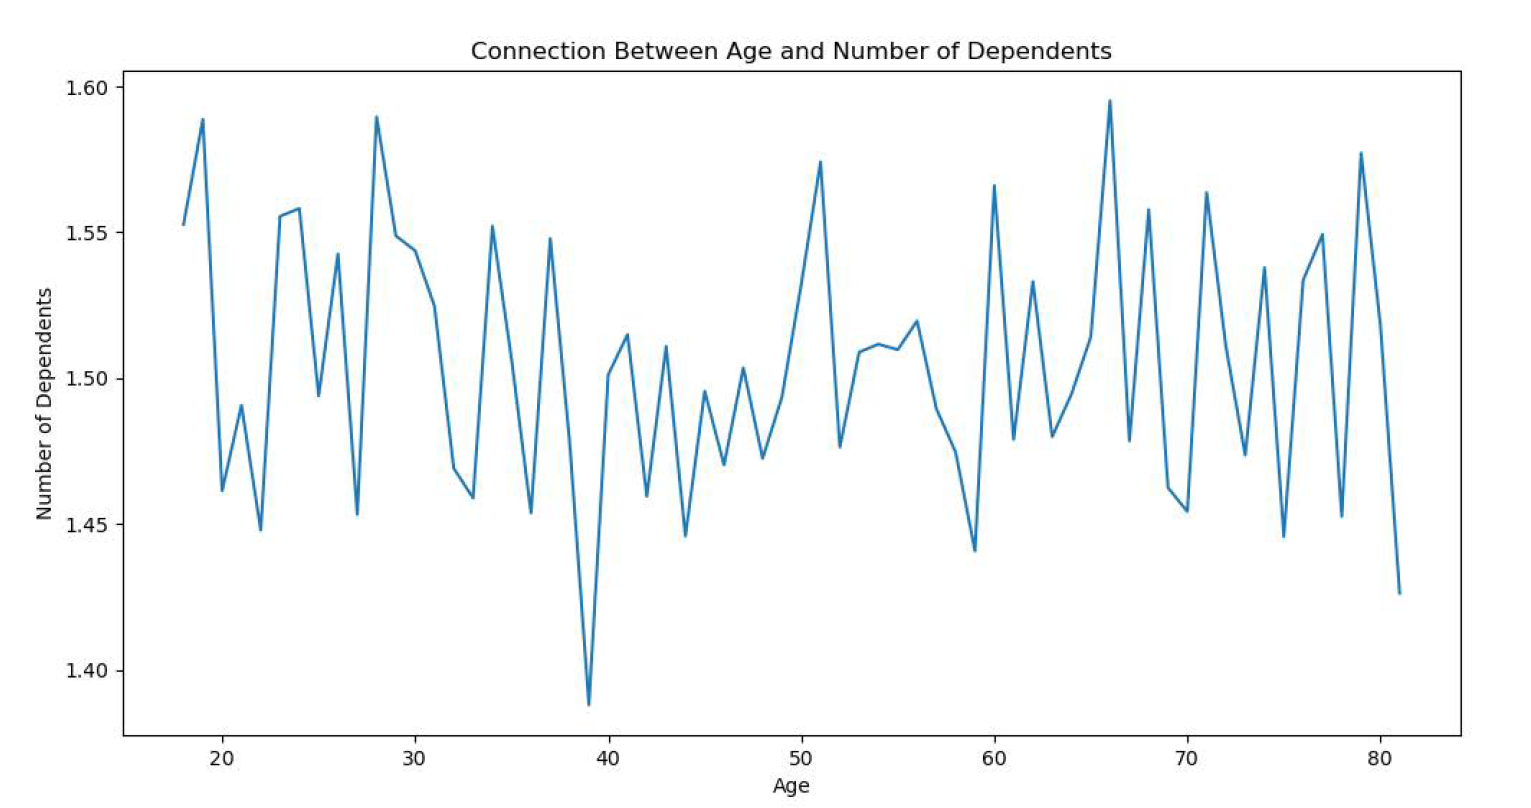 Connection Between Age and Number of Dependents
1.60
1.55
1.50
1.45
1.40
Number of Dependents
20 30 40 50 60 70 80
Age